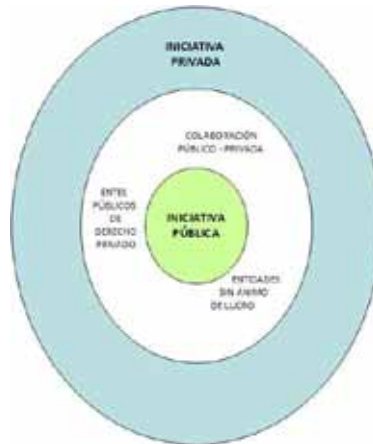 INICIATIVA
PRIVADA
COLABORACIÓN
PÚBLICO - PRIVADA
ENTES
PÚBLICOS
DE
DERECHO
PRIVADO
INICIATIVA
PÚBLICA
ENTIDADES
SIN ÁNIMO
DE LUCRO